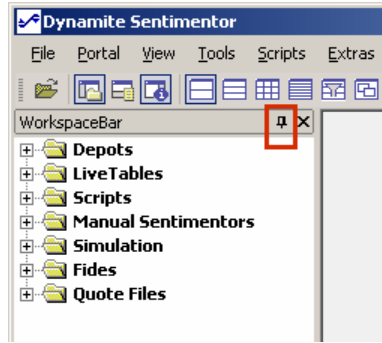 Dynamite Sentimentor
File Portal View Tools Scripts Extras
WorkspaceBar
Depots
LiveTables
Scripts
Manual Sentimentors
Simulation
Fides
Quote Files